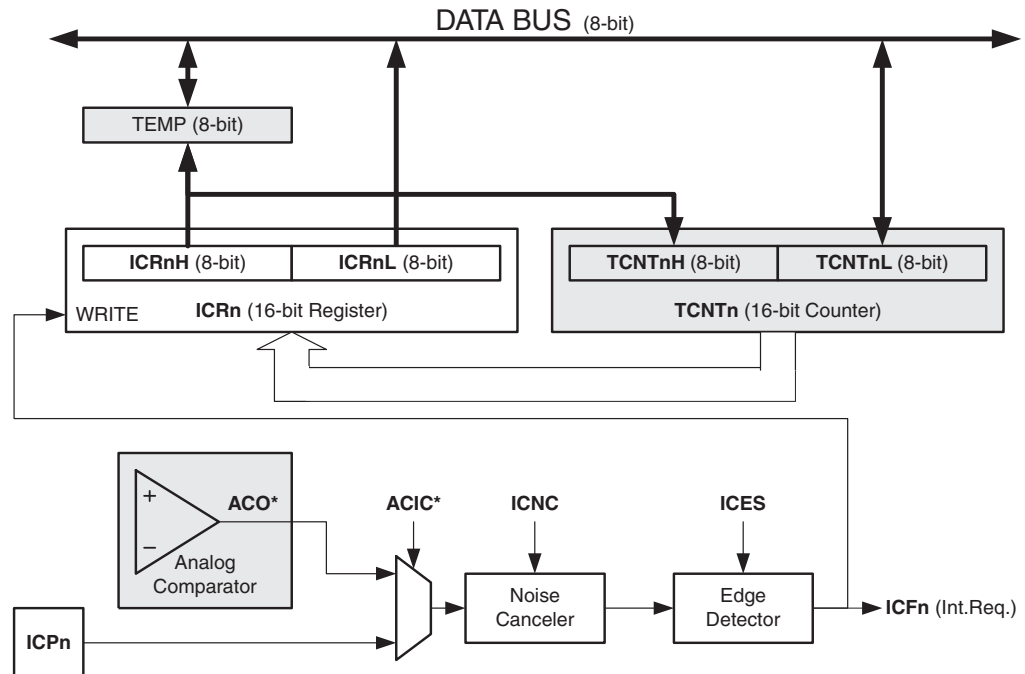 DATA BUS (8-bit)
TEMP (8-bit)
ICRnH (8-bit)
ICRnL (8-bit)
TCNTnH (8-bit)
TCNTnL (8-bit)
WRITE
ICRn (16-bit Register)
TCNTn (16-bit Counter)
+
−
ACO*
Analog
Comparator
ACIC*
ICNC
ICES
Noise
Canceler
Edge
Detector
ICFn (Int.Req.)
ICPn